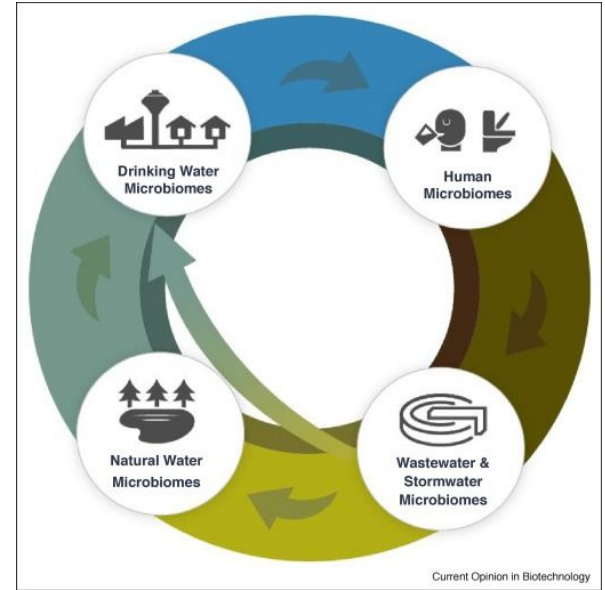 Drinking Water
Microbiomes
Human
Microbiomes
Natural Water
Microbiomes
Wastewater &
Stormwater
Microbiomes
Current Opinion in Biotechnology